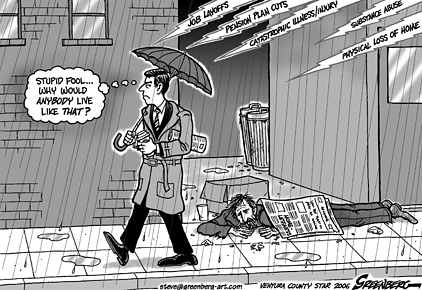 JOB LAYOFFS
PENSION PLAN CUTS
CATASTROPHIC ILLNESS/INJURY
SUBSTANCE ABUSE
PHYSICAL LOSS OF HOME
STUPID FOOL...
WHY WOULD
ANYBODY LIVE
LIKE THAT?
steve@greenberg-art.com
VENTURA COUNTY STAR 2006
GREENBERG